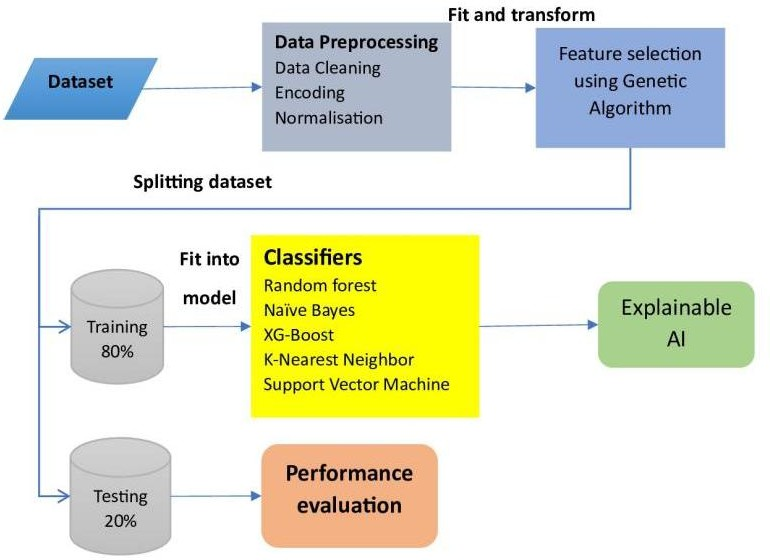 Fit and transform
Dataset
Data Preprocessing
Data Cleaning
Encoding
Normalisation
Feature selection
using Genetic
Algorithm
Splitting dataset
Fit into
model
Training
80%
Classifiers
Random forest
Naïve Bayes
XG-Boost
K-Nearest Neighbor
Support Vector Machine
Explainable
AI
Testing
20%
Performance
evaluation